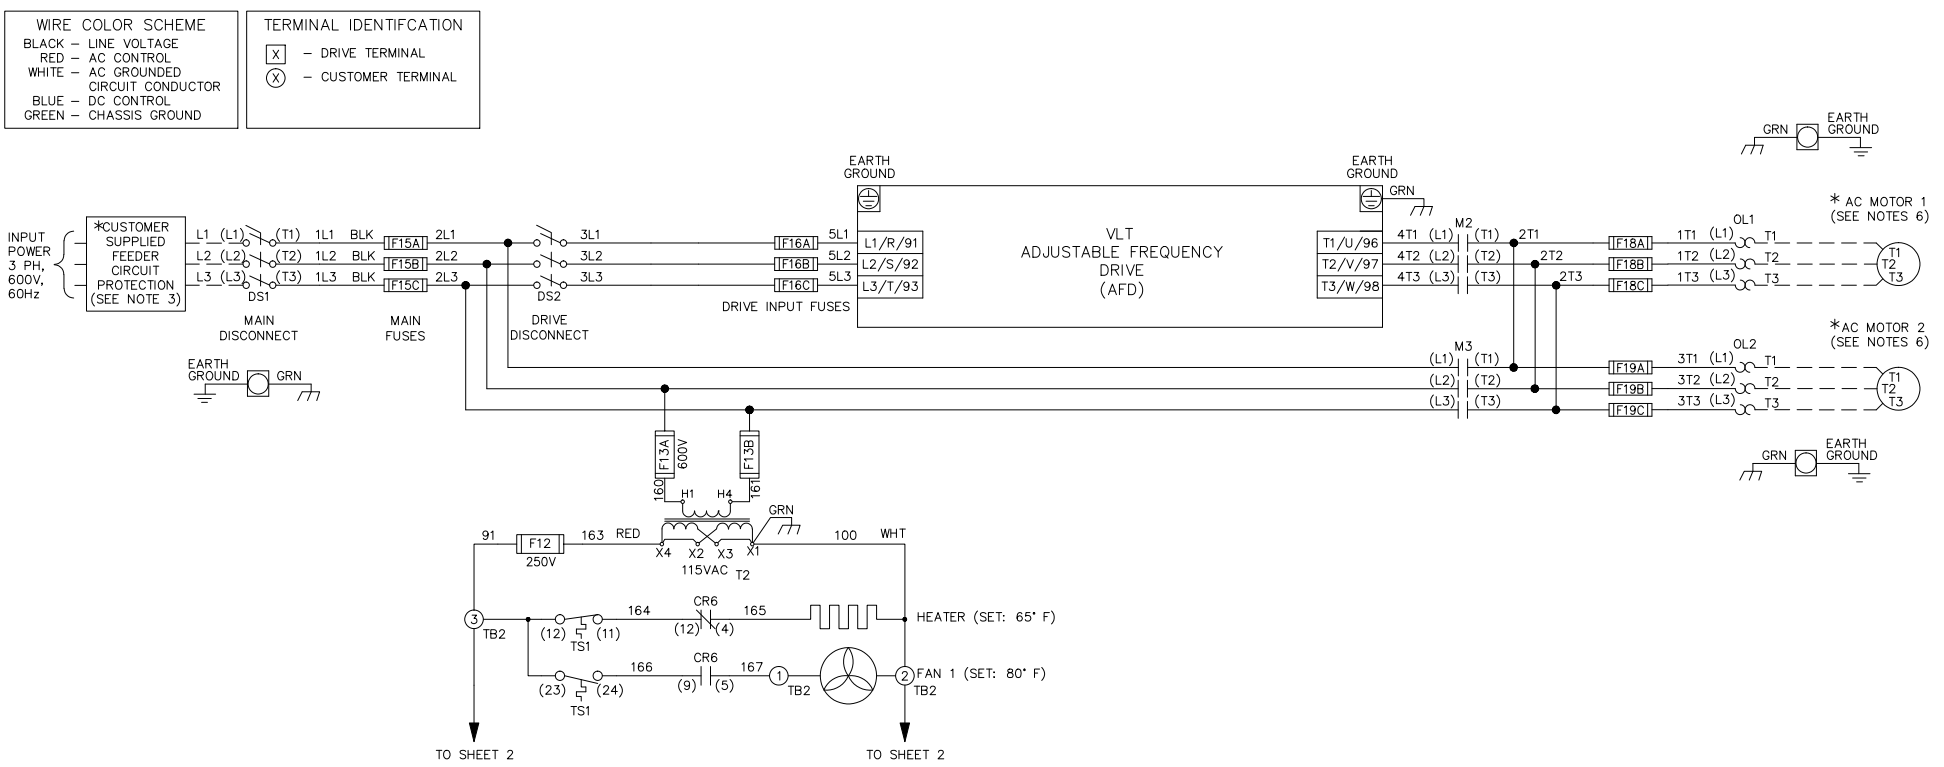 WIRE COLOR SCHEME
BLACK – LINE VOLTAGE
RED – AC CONTROL
WHITE – AC GROUNDED
CIRCUIT CONDUCTOR
BLUE – DC CONTROL
GREEN – CHASSIS GROUND
TERMINAL IDENTIFCATION
X – DRIVE TERMINAL
X – CUSTOMER TERMINAL
GRN
EARTH
GROUND
EARTH
GROUND
EARTH
GROUND
GRN
* AC MOTOR 1
(SEE NOTES 6)
INPUT
POWER
3 PH,
600V,
60Hz
*CUSTOMER
SUPPLIED
FEEDER
CIRCUIT
PROTECTION
(SEE NOTE 3)
L1 (L1) (T1) 1L1 BLK F15A 2L1 3L1 F16A 5L1 L1/R/91
L2 (L2) (T2) 1L2 BLK F15B 2L2 3L2 F16B 5L2 L2/S/92
L3 (L3) (T3) 1L3 BLK F15C 2L3 3L3 F16C 5L3 L3/T/93
DS1
DS2
MAIN
DISCONNECT
MAIN
FUSES
DRIVE
DISCONNECT
DRIVE INPUT FUSES
VLT
ADJUSTABLE FREQUENCY
DRIVE
(AFD)
M2
OL1
T1/U/96 4T1 (L1) (T1) 2T1 F18A 1T1 (L1) T1
T2/V/97 4T2 (L2) (T2) 2T2 F18B 1T2 (L2) T2
T3/W/98 4T3 (L3) (T3) 2T3 F18C 1T3 (L3) T3
T1
T2
T3
*AC MOTOR 2
(SEE NOTES 6)
M3
OL2
(L1) (T1) F19A 3T1 (L1) T1
(L2) (T2) F19B 3T2 (L2) T2
(L3) (T3) F19C 3T3 (L3) T3
T1
T2
T3
EARTH
GROUND
GRN
GRN
EARTH
GROUND
F13A
600V
F13B
160
161
H1 H4
GRN
91 F12 163 RED
250V
X4 X2 X3 X1
100 WHT
115VAC T2
3
TB2
(12) (11)
TS1
164
CR6
(12) (4)
165
HEATER (SET: 65° F)
(23) (24)
TS1
166
CR6
(9) (5)
167
1
TB2
2
TB2
FAN 1 (SET: 80° F)
TO SHEET 2
TO SHEET 2